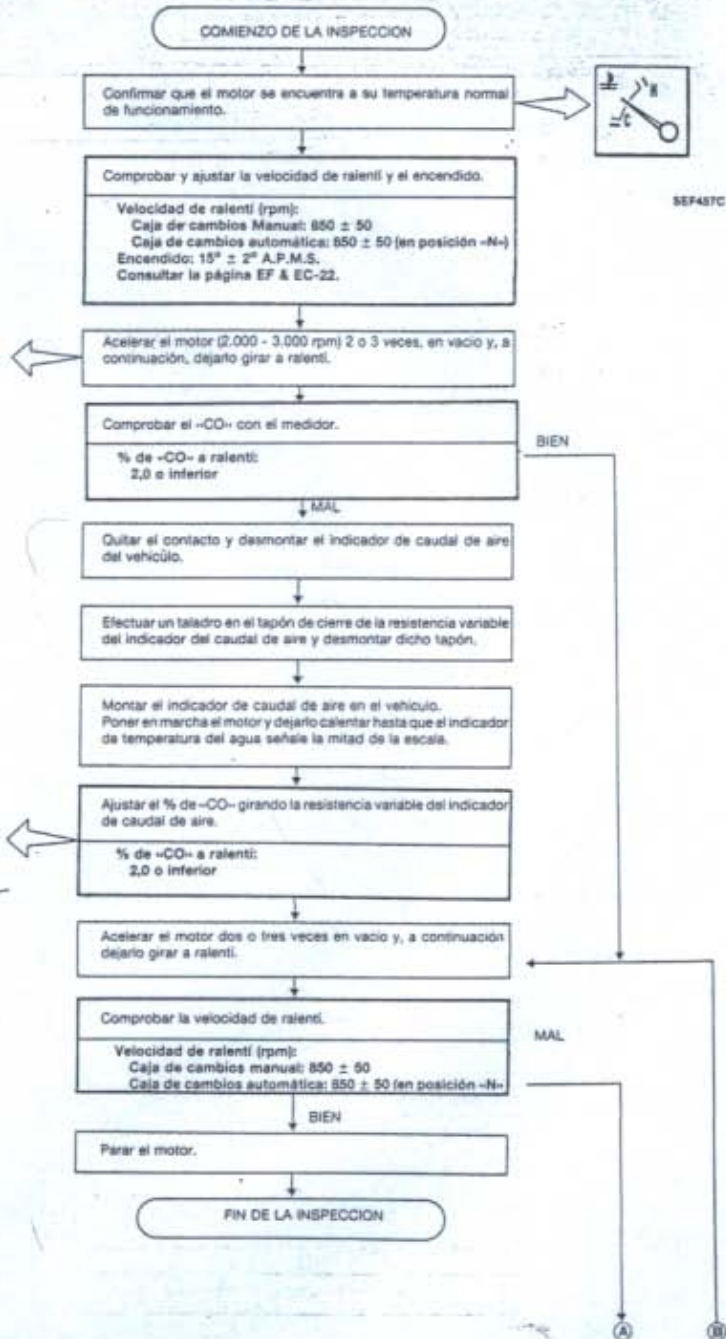 COMIENZO DE LA INSPECCION
Confirmar que el motor se encuentra a su temperatura normal
de funcionamiento.
H
C
SEF457C
Comprobar y ajustar la velocidad de ralentí y el encendido.
Velocidad de ralentí (rpm):
Caja de cambios Manual: 850 ± 50
Caja de cambios automática: 850 ± 50 (en posición «N»)
Encendido: 15° ± 2° A.P.M.S.
Consultar la página EF & EC-22.
Acelerar el motor (2.000 - 3.000 rpm) 2 o 3 veces, en vacio y, a
continuación, dejarlo girar a ralentí.
Comprobar el «CO» con el medidor.
% de «CO» a ralentí:
2,0 o inferior
BIEN
MAL
Quitar el contacto y desmontar el indicador de caudal de aire
del vehículo.
Efectuar un taladro en el tapón de cierre de la resistencia variable
del indicador del caudal de aire y desmontar dicho tapón.
Montar el indicador de caudal de aire en el vehículo.
Poner en marcha el motor y dejarlo calentar hasta que el indicador
de temperatura del agua señale la mitad de la escala.
Ajustar el % de «CO» girando la resistencia variable del indicador
de caudal de aire.
% de «CO» a ralentí:
2,0 o inferior
Acelerar el motor dos o tres veces en vacio y, a continuación
dejarlo girar a ralentí.
Comprobar la velocidad de ralentí.
Velocidad de ralentí (rpm):
Caja de cambios manual: 850 ± 50
Caja de cambios automática: 850 ± 50 (en posición «N»
MAL
BIEN
Parar el motor.
FIN DE LA INSPECCION
A
B